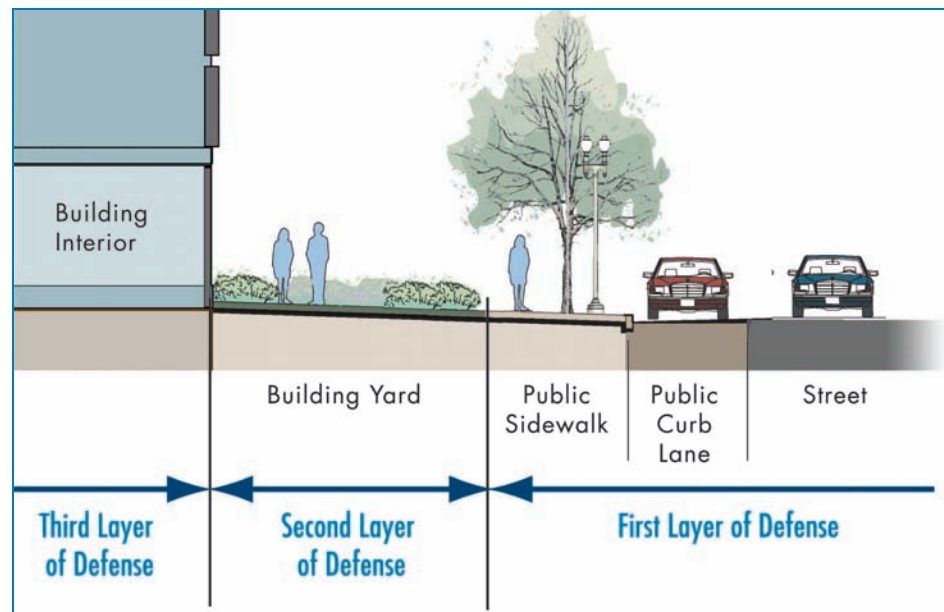 Building
Interior
Building Yard
Public
Sidewalk
Public
Curb
Lane
Street
Third Layer
of Defense
Second Layer
of Defense
First Layer of Defense